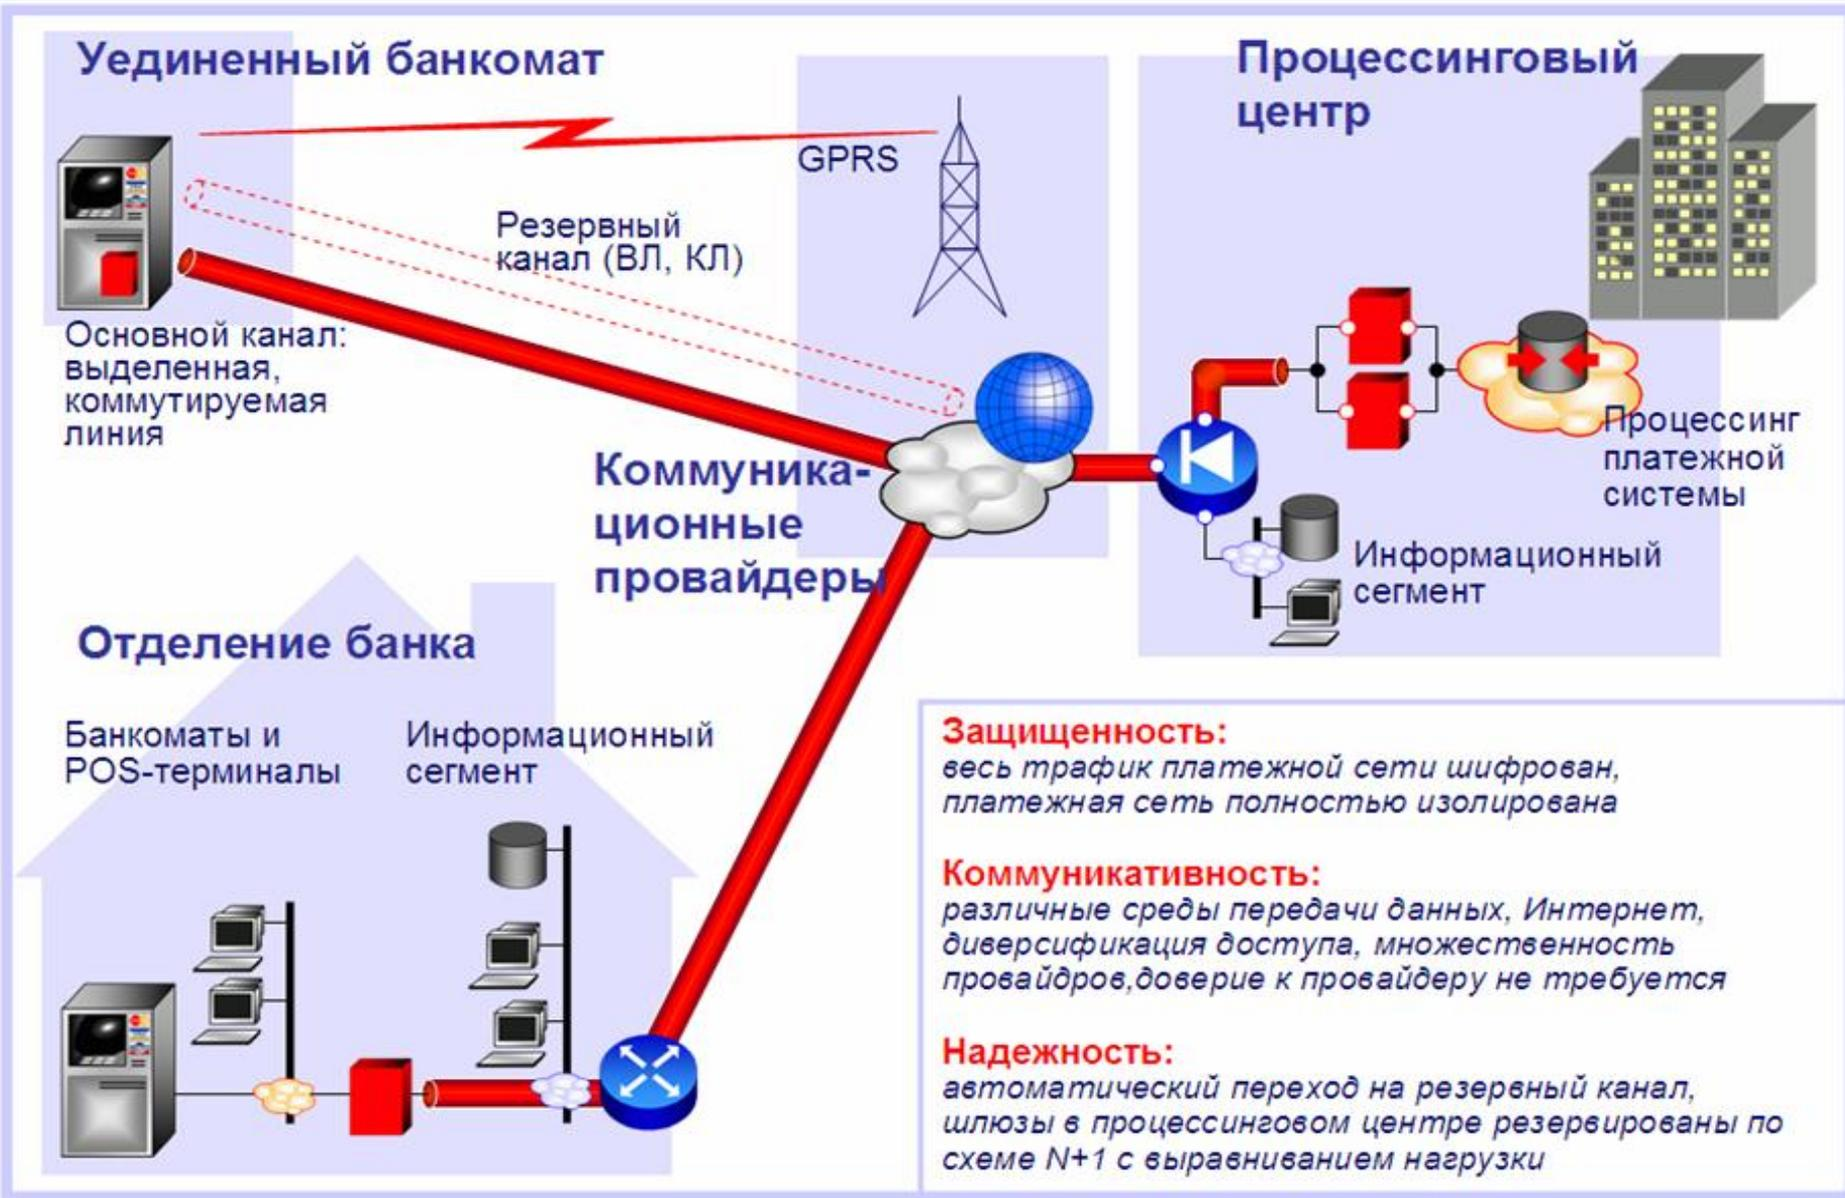 Уединенный банкомат
Процессинговый
центр
GPRS
Резервный
канал (ВЛ, КЛ)
Основной канал:
выделенная,
коммутируемая
линия
Процессинг
платежной
системы
Коммуника-
ционные
провайдеры
Информационный
сегмент
Отделение банка
Банкоматы и
POS-терминалы
Информационный
сегмент
Защищенность:
весь трафик платежной сети шифрован,
платежная сеть полностью изолирована
Коммуникативность:
различные среды передачи данных, Интернет,
диверсификация доступа, множественность
провайдров,доверие к провайдеру не требуется
Надежность:
автоматический переход на резервный канал,
шлюзы в процессинговом центре резервированы по
схеме N+1 с выравниванием нагрузки